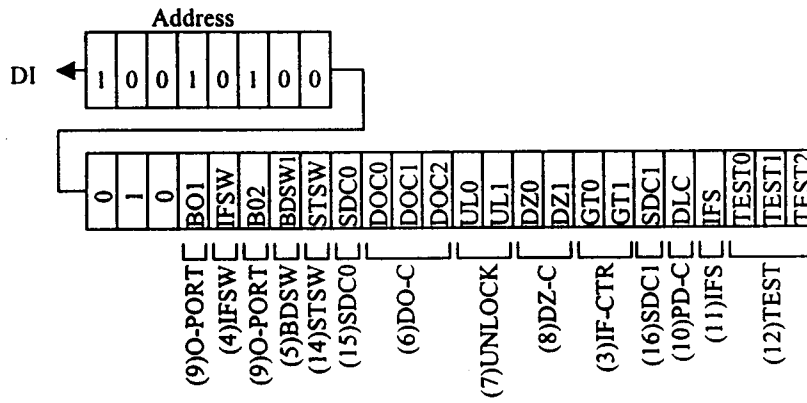 Address
DI
1 0 0 1 0 1 0 0
0 1 0 BO1 IFSW B02 BDSW1 STSW SDC0 DOC0 DOC1 DOC2 UL0 UL1 DZ0 DZ1 GT0 GT1 SDC1 DLC IFS TEST0 TEST1 TEST2
(9)O-PORT
(4)IFSW
(9)O-PORT
(5)BDSW
(14)STSW
(15)SDC0
(6)DO-C
(7)UNLOCK
(8)DZ-C
(3)IF-CTR
(16)SDC1
(10)PD-C
(11)IFS
(12)TEST